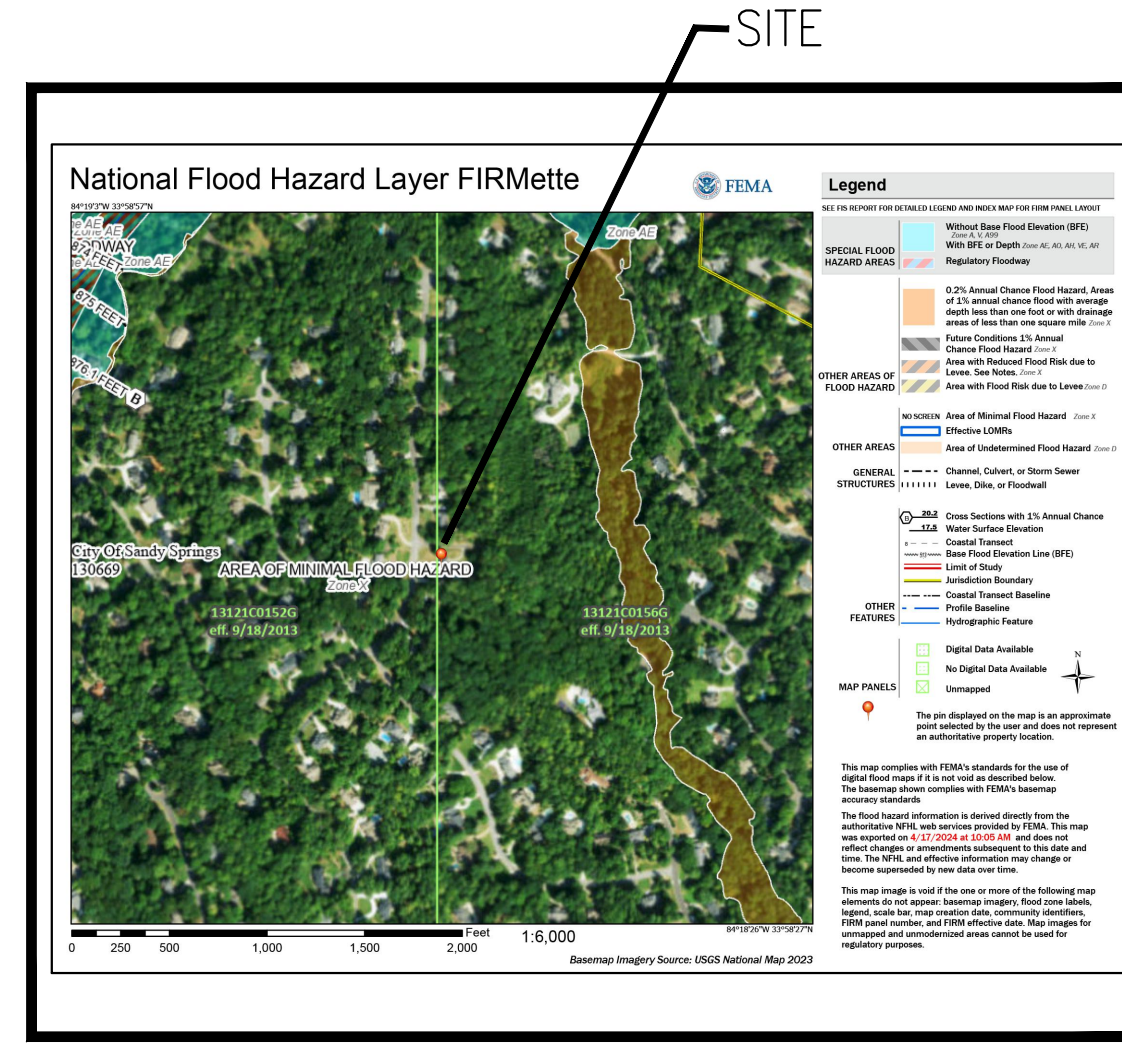 SITE
National Flood Hazard Layer FIRMette
FEMA
84°19'3"W 33°58'57"N
Zone AE
Zone AE
874 FEET
875 FEET
876.1 FEET B
Zone AE
City Of Sandy Springs
130669
AREA OF MINIMAL FLOOD HAZARD
Zone X
13121C0152G
eff. 9/18/2013
13121C0156G
eff. 9/18/2013
Feet
0 250 500 1,000 1,500 2,000
1:6,000
84°18'26"W 33°58'27"N
Basemap Imagery Source: USGS National Map 2023
Legend
SEE FIS REPORT FOR DETAILED LEGEND AND INDEX MAP FOR FIRM PANEL LAYOUT
SPECIAL FLOOD
HAZARD AREAS
Without Base Flood Elevation (BFE)
Zone A, V, A99
With BFE or Depth Zone AE, AO, AH, VE, AR
Regulatory Floodway
0.2% Annual Chance Flood Hazard, Areas
of 1% annual chance flood with average
depth less than one foot or with drainage
areas of less than one square mile Zone X
Future Conditions 1% Annual
Chance Flood Hazard Zone X
Area with Reduced Flood Risk due to
Levee. See Notes. Zone X
Area with Flood Risk due to Levee Zone D
OTHER AREAS OF
FLOOD HAZARD
NO SCREEN Area of Minimal Flood Hazard Zone X
Effective LOMRs
Area of Undetermined Flood Hazard Zone D
OTHER AREAS
Channel, Culvert, or Storm Sewer
Levee, Dike, or Floodwall
GENERAL
STRUCTURES
B 20.2 Cross Sections with 1% Annual Chance
17.5 Water Surface Elevation
8 Coastal Transect
513 Base Flood Elevation Line (BFE)
Limit of Study
Jurisdiction Boundary
Coastal Transect Baseline
Profile Baseline
Hydrographic Feature
OTHER
FEATURES
Digital Data Available
No Digital Data Available
Unmapped
MAP PANELS
N
The pin displayed on the map is an approximate
point selected by the user and does not represent
an authoritative property location.
This map complies with FEMA's standards for the use of
digital flood maps if it is not void as described below.
The basemap shown complies with FEMA's basemap
accuracy standards
The flood hazard information is derived directly from the
authoritative NFHL web services provided by FEMA. This map
was exported on 4/17/2024 at 10:05 AM and does not
reflect changes or amendments subsequent to this date and
time. The NFHL and effective information may change or
become superseded by new data over time.
This map image is void if the one or more of the following map
elements do not appear: basemap imagery, flood zone labels,
legend, scale bar, map creation date, community identifiers,
FIRM panel number, and FIRM effective date. Map images for
unmapped and unmodernized areas cannot be used for
regulatory purposes.